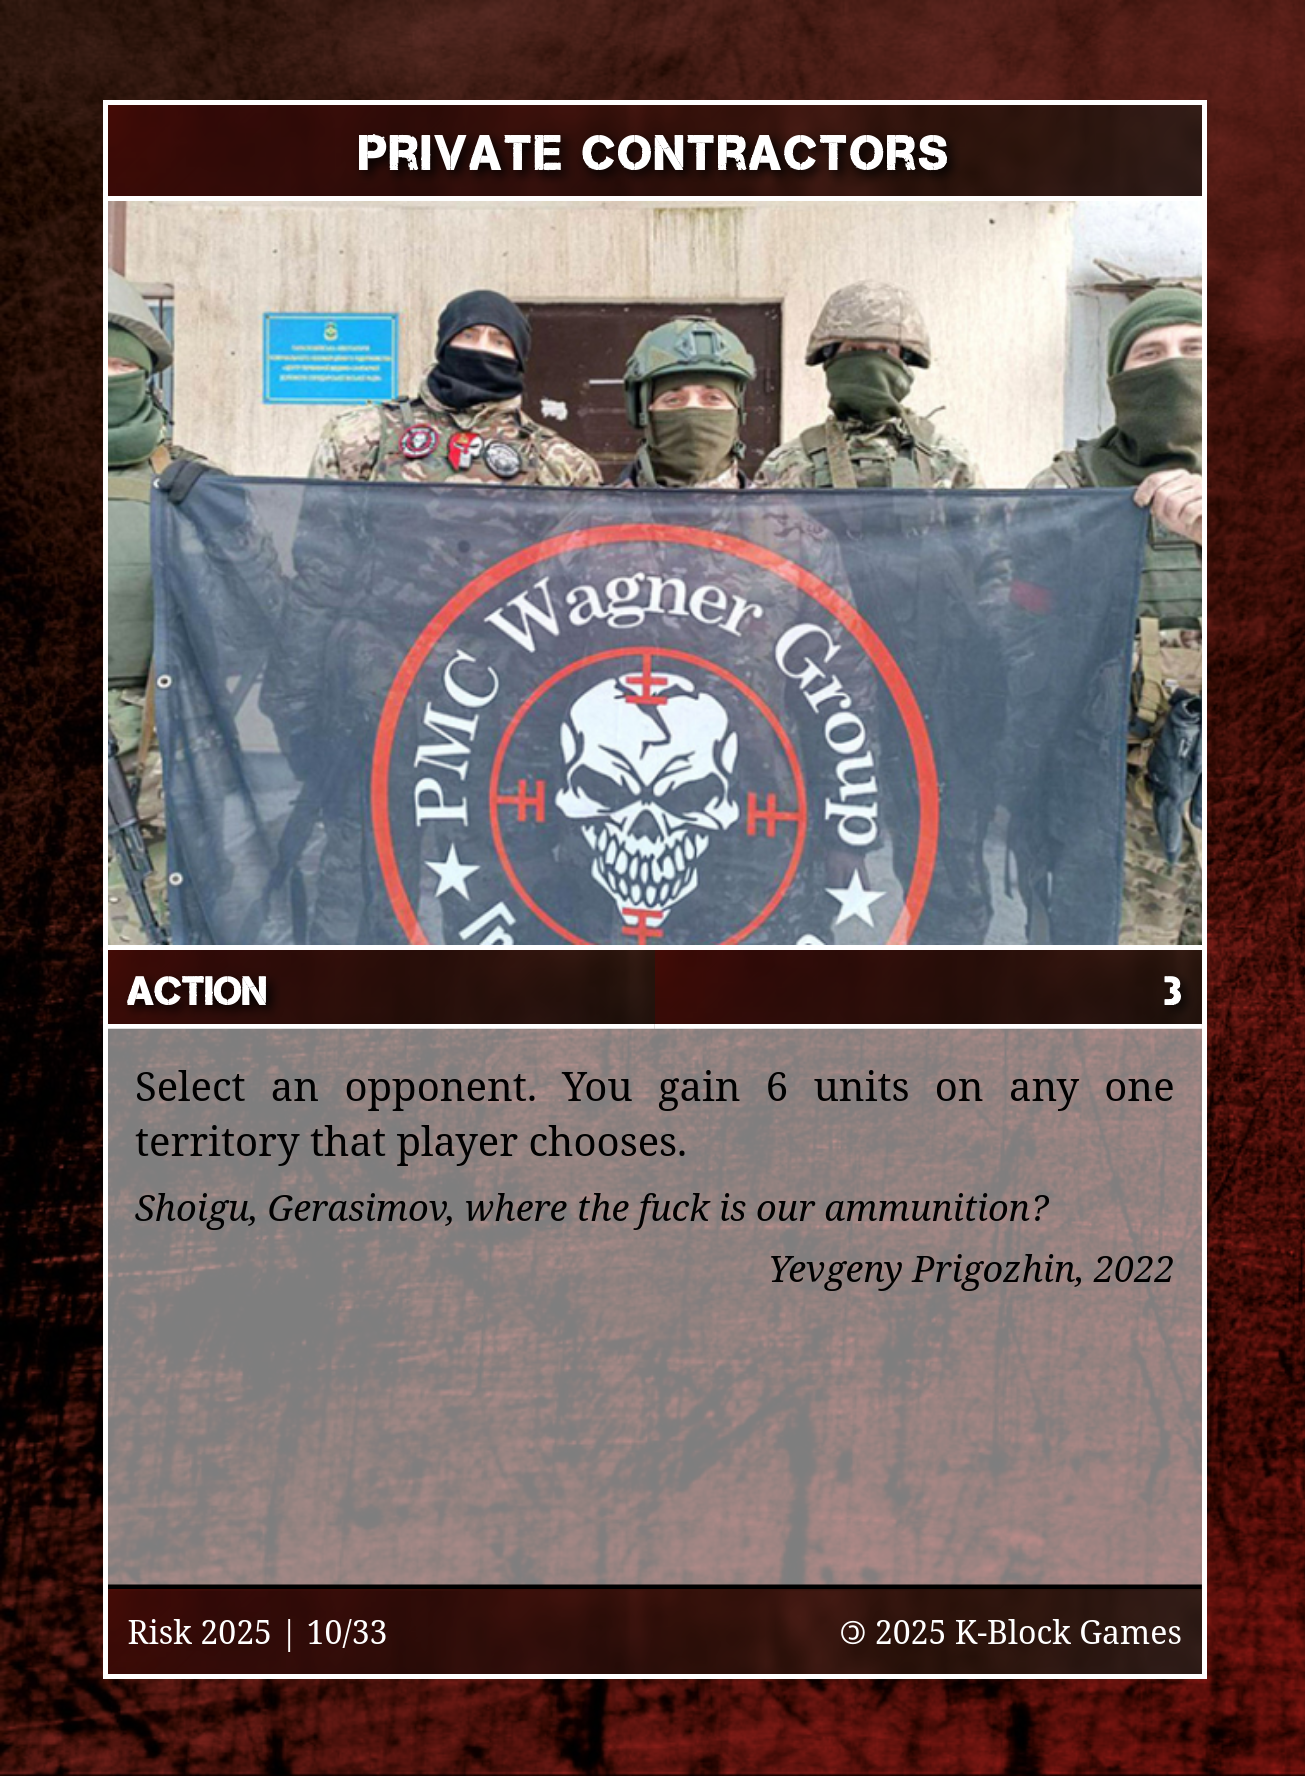 PRIVATE CONTRACTORS
PMC Wagner Group
ACTION
3
Select an opponent. You gain 6 units on any one
territory that player chooses.
Shoigu, Gerasimov, where the fuck is our ammunition?
Yevgeny Prigozhin, 2022
Risk 2025 | 10/33
🄯 2025 K-Block Games